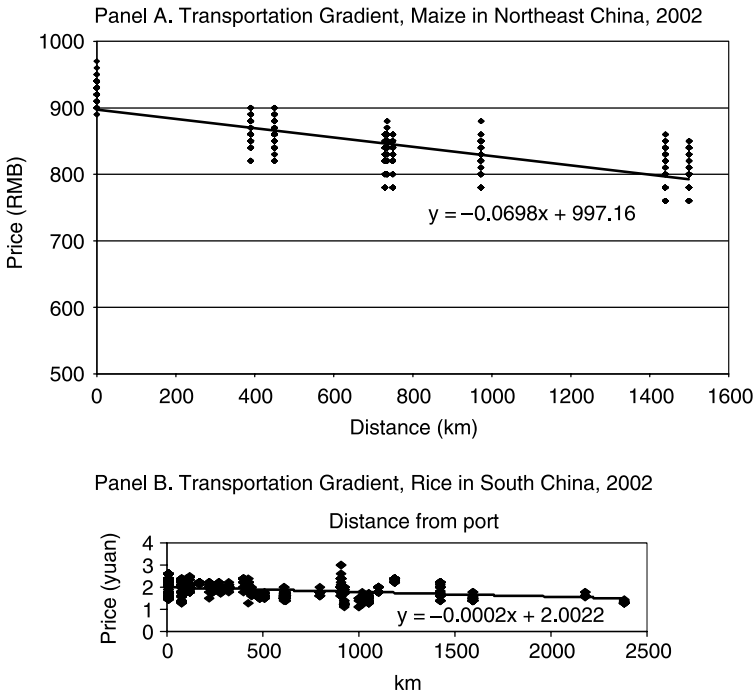 Panel A. Transportation Gradient, Maize in Northeast China, 2002
1000
900
800
700
600
500
Price (RMB)
y = −0.0698x + 997.16
0 200 400 600 800 1000 1200 1400 1600
Distance (km)
Panel B. Transportation Gradient, Rice in South China, 2002
Distance from port
4
3
2
1
0
Price (yuan)
y = −0.0002x + 2.0022
0 500 1000 1500 2000 2500
km